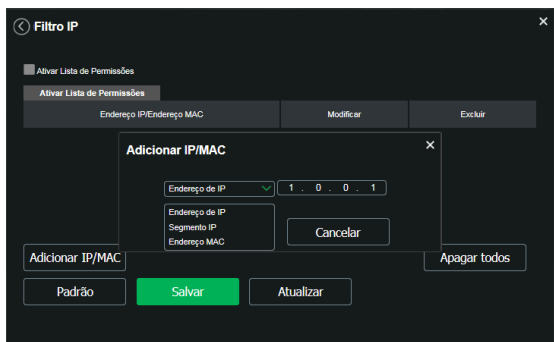 Filtro IP
Ativar Lista de Permissões
Ativar Lista de Permissões
Endereço IP/Endereço MAC Modificar Excluir
Adicionar IP/MAC
Endereço de IP 1 . 0 . 0 . 1
Endereço de IP
Segmento IP
Endereço MAC
Cancelar
Adicionar IP/MAC Apagar todos
Padrão Salvar Atualizar